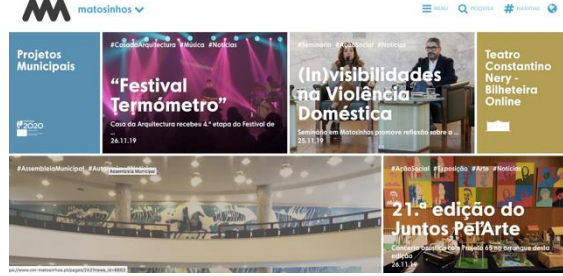 matosinhos
MENU
PESQUISA
# HASHTAG
Projetos
Municipais
2020
#CasadaArquitectura #Música #Notícias
“Festival
Termómetro”
Casa da Arquitectura recebeu 4.ª etapa do Festival de
...
26.11.19
#Seminário #AçãoSocial #Notícias
(In)visibilidades
na Violência
Doméstica
Seminário em Matosinhos promove reflexão sobre a ...
25.11.19
Teatro
Constantino
Nery -
Bilheteira
Online
#AssembleiaMunicipal
Assembleia Municipal
#AçãoSocial #Exposição #Arte #Notícias
21.ª edição do
Juntos Pel’Arte
edição
26.11.19